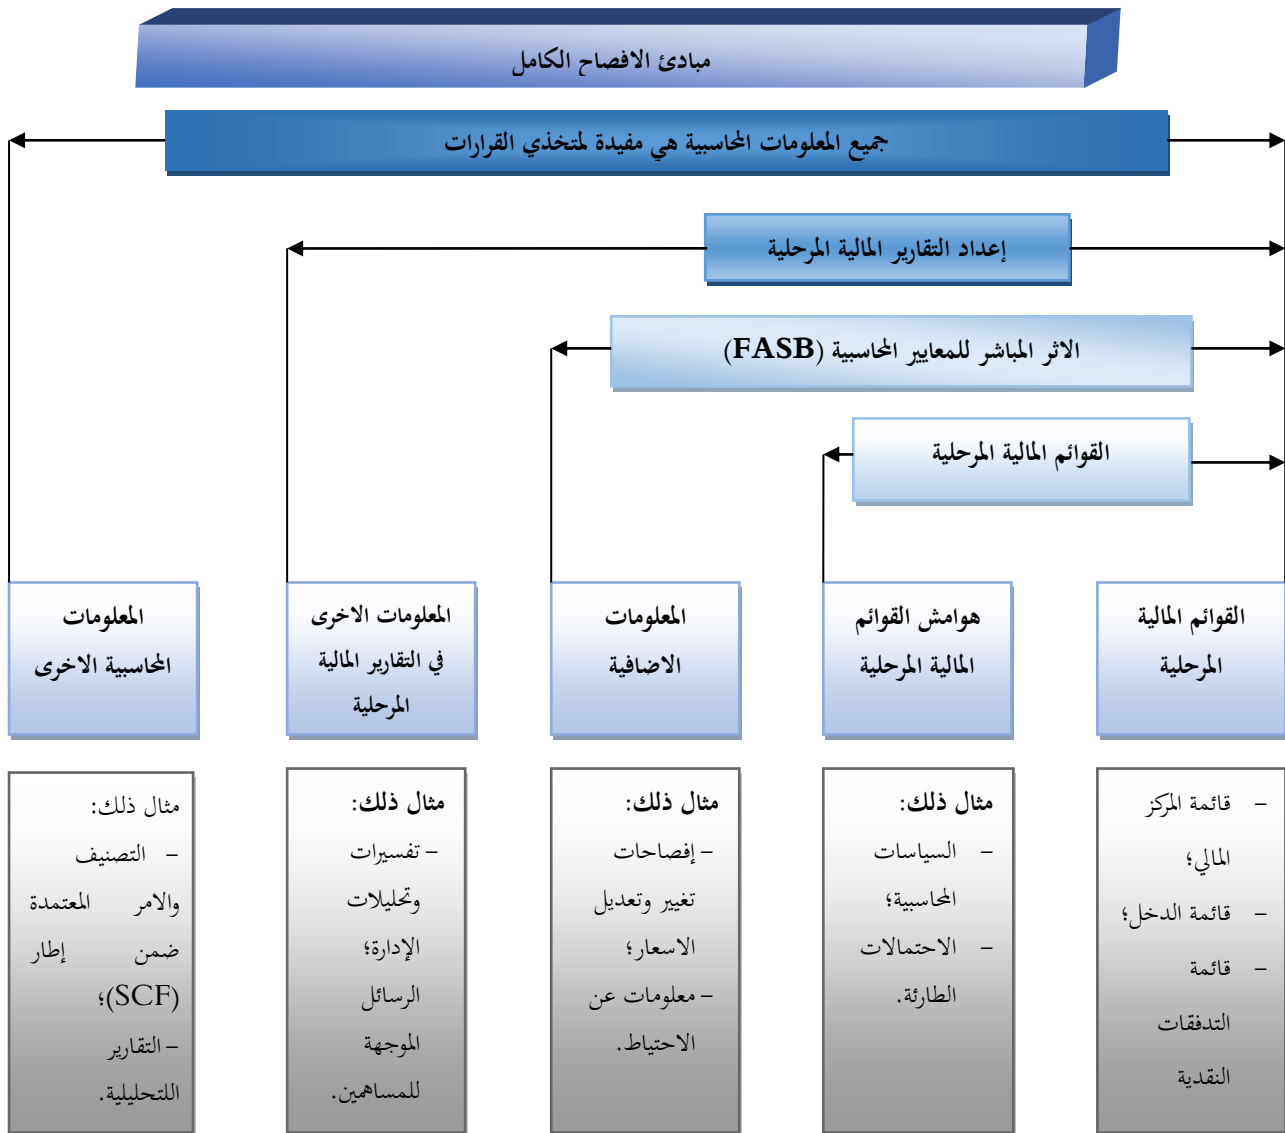 مبادئ الافصاح الكامل
جميع المعلومات المحاسبية هي مفيدة لمتخذي القرارات
إعداد التقارير المالية المرحلية
الاثر المباشر للمعايير المحاسبية (FASB)
القوائم المالية المرحلية
القوائم المالية
المرحلية
هوامش القوائم
المالية المرحلية
المعلومات
الاضافية
المعلومات الاخرى
في التقارير المالية
المرحلية
المعلومات
المحاسبية الاخرى
– قائمة المركز
المالي؛
– قائمة الدخل؛
– قائمة
التدفقات
النقدية
مثال ذلك:
– السياسات
المحاسبية؛
– الاحتمالات
الطارئة.
مثال ذلك:
– إفصاحات
تغيير وتعديل
الاسعار؛
– معلومات عن
الاحتياط.
مثال ذلك:
– تفسيرات
وتحليلات
الإدارة؛
الرسائل
الموجهة
للمساهمين.
مثال ذلك:
– التصنيف
والامر المعتمدة
ضمن إطار
(SCF)؛
– التقارير
اللتحليلية.